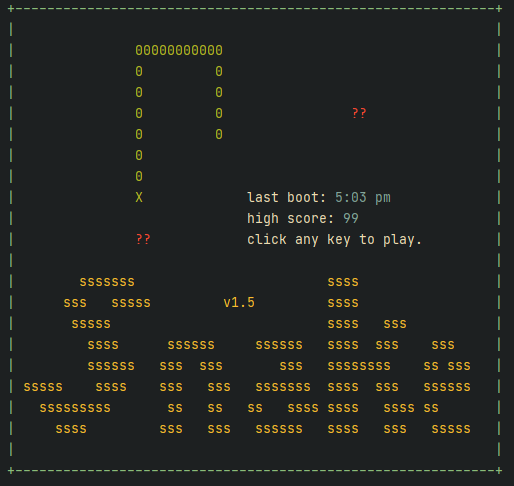 +------------------------------------------------------------+
|                                                            |
|               00000000000                                  |
|               0         0                                  |
|               0         0                                  |
|               0         0                ??                |
|               0         0                                  |
|               0                                            |
|               0                                            |
|               X             last boot: 5:03 pm             |
|                             high score: 99                 |
|               ??            click any key to play.         |
|                                                            |
|        sssssss                        ssss                 |
|      sss   sssss         v1.5         ssss                 |
|       sssss                           ssss   sss           |
|         ssss      ssssss     ssssss   ssss  sss    sss     |
|         ssssss   sss  sss       sss   ssssssss    ss sss   |
| sssss    ssss    sss   sss   sssssss  ssss  sss   ssssss   |
|   sssssssss       ss   ss   ss   ssss ssss   ssss ss       |
|     ssss         sss   sss   ssssss   ssss   sss   sssss   |
|                                                            |
+------------------------------------------------------------+